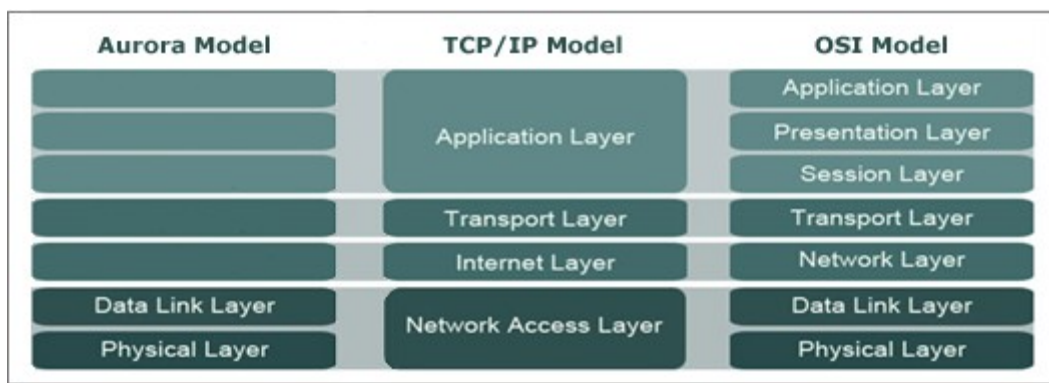 Aurora Model TCP/IP Model OSI Model
Application Layer
Application Layer
Presentation Layer
Session Layer
Transport Layer Transport Layer
Internet Layer Network Layer
Data Link Layer Data Link Layer
Network Access Layer
Physical Layer Physical Layer